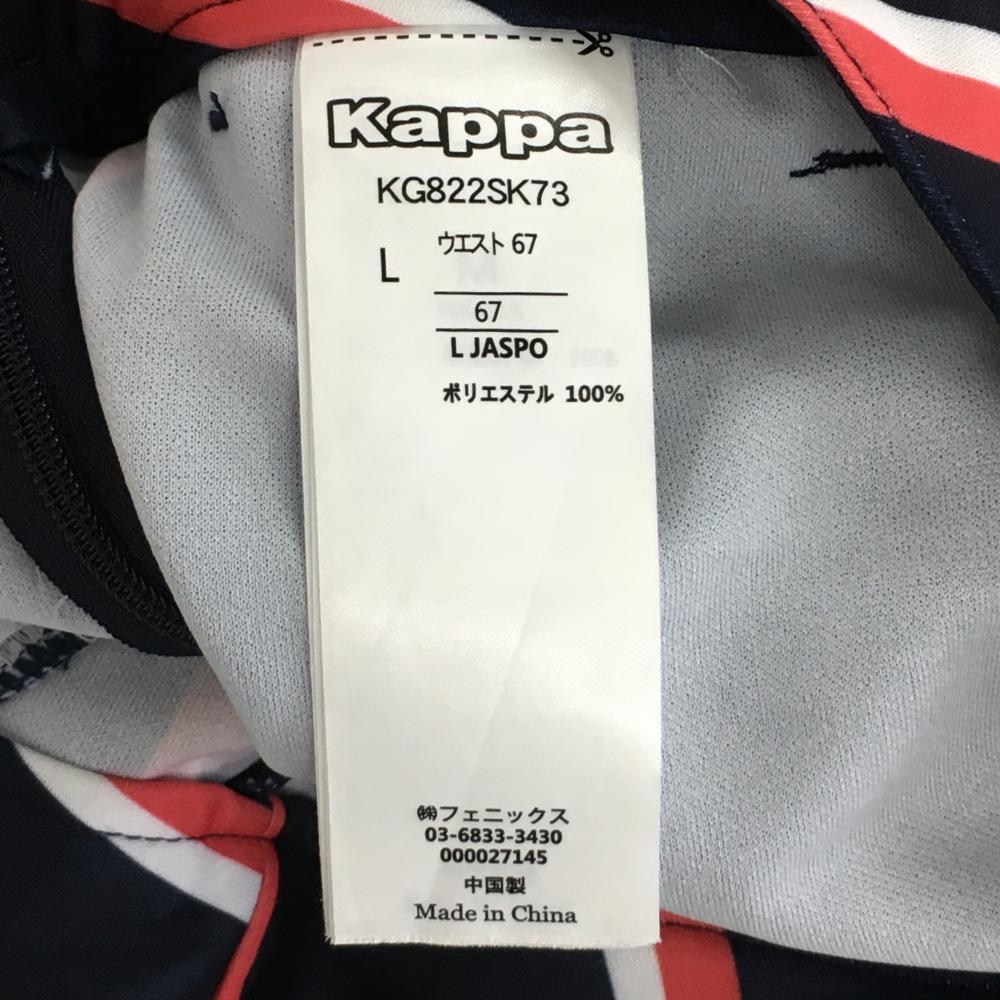 Kappa
KG822SK73
L
ウエスト 67
67
L JASPO
ポリエステル 100%
㈱フェニックス
03-6833-3430
000027145
中国製
Made in China